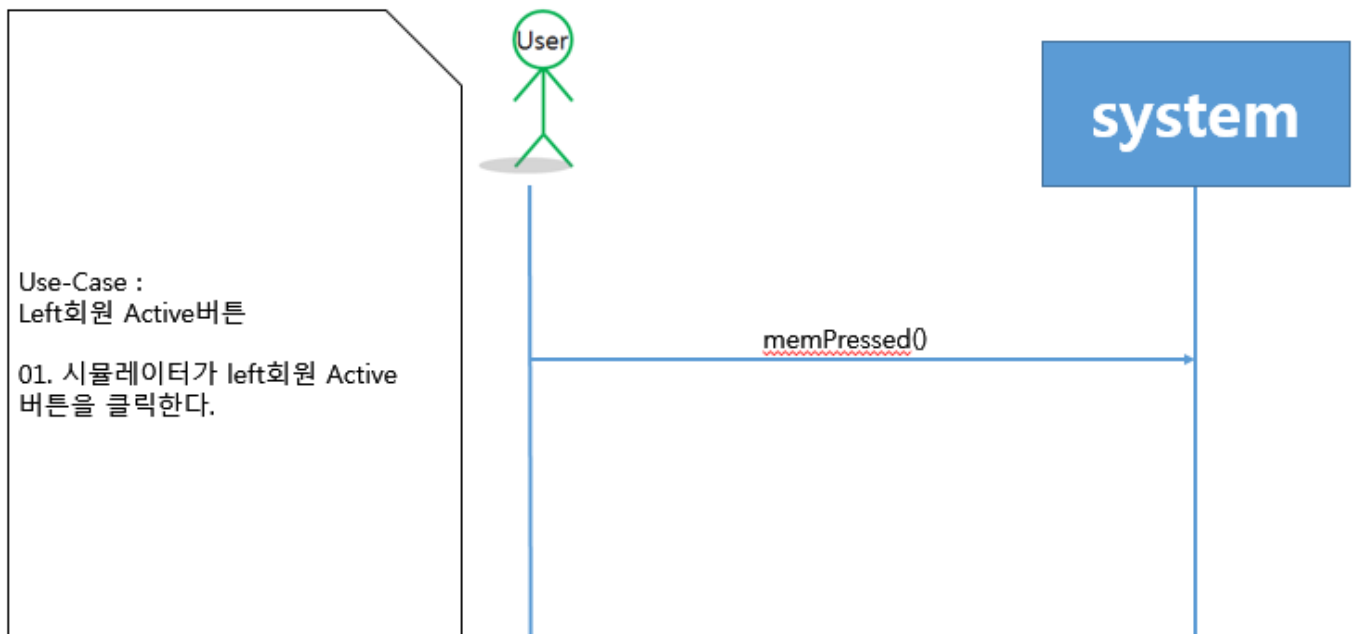 User
system
Use-Case :
Left회원 Active버튼
memPressed()
01. 시뮬레이터가 left회원 Active
버튼을 클릭한다.